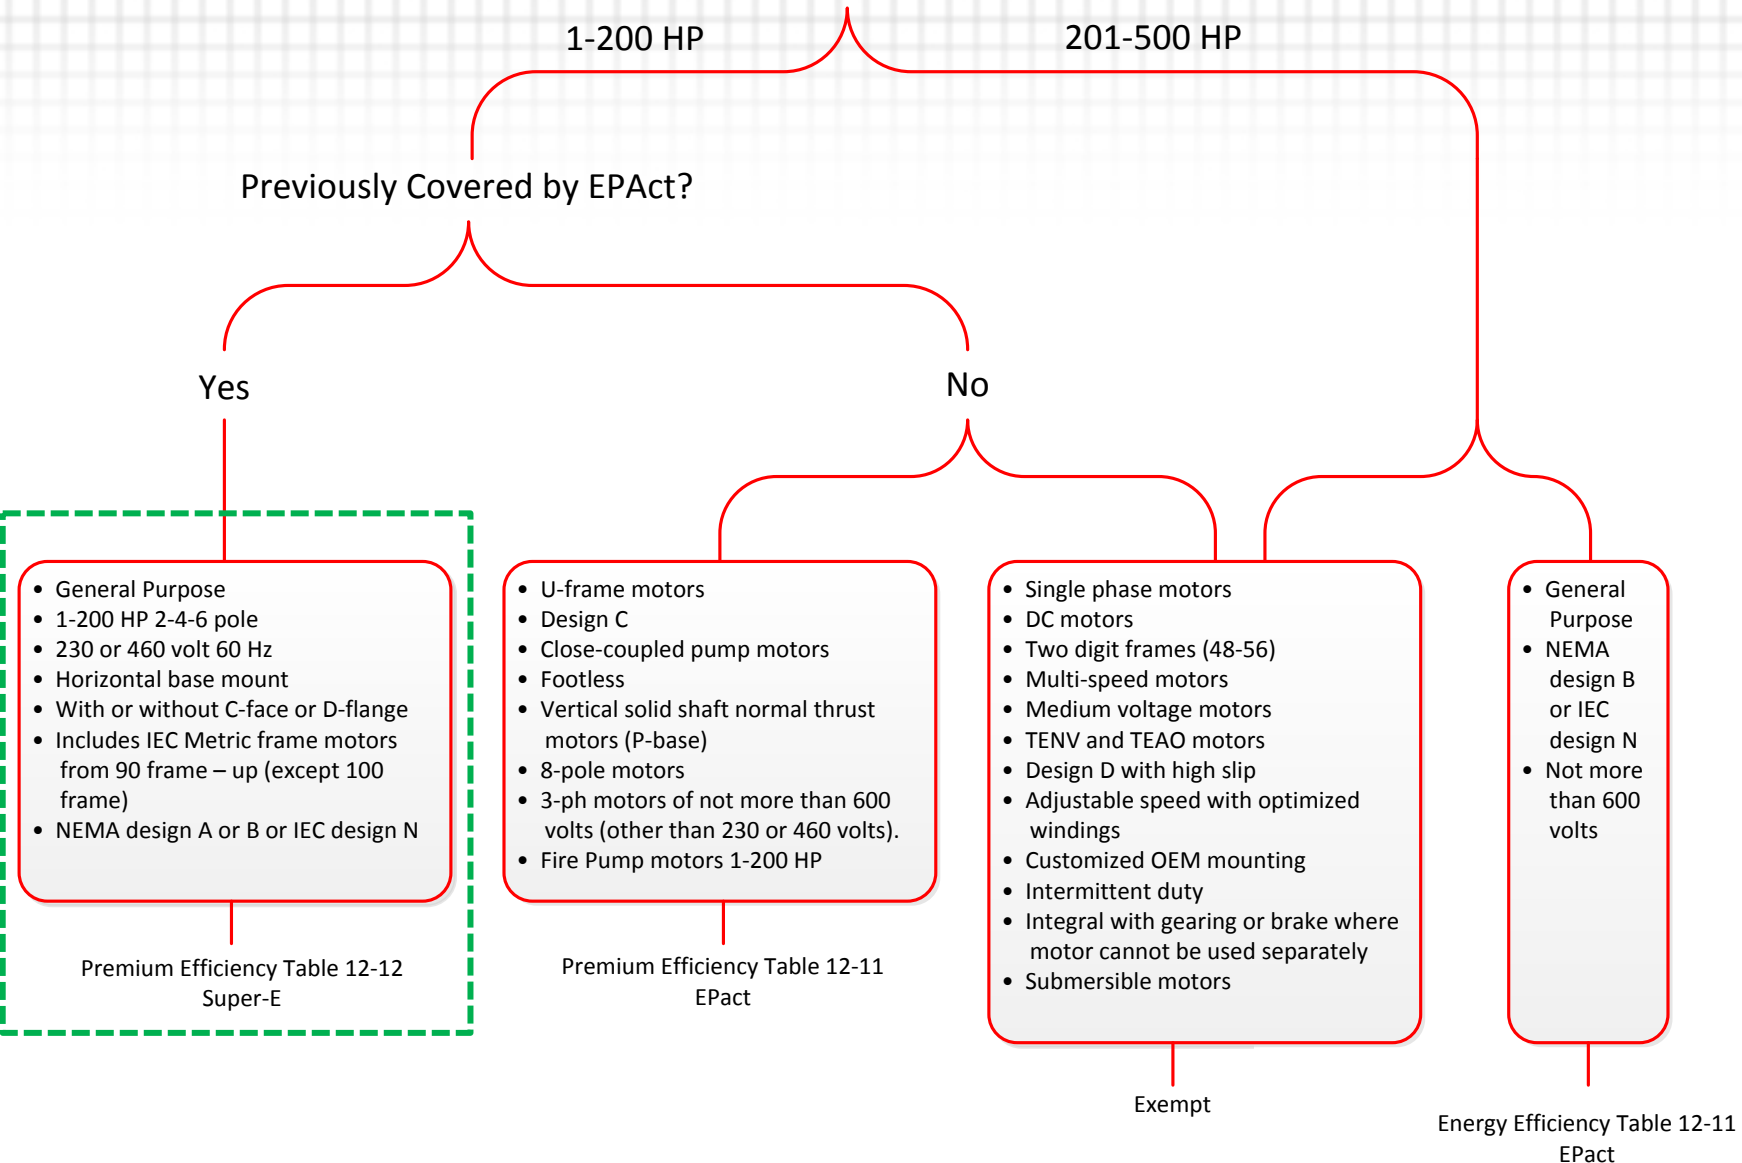 1-200 HP
201-500 HP
Previously Covered by EPAct?
Yes
No
• General Purpose
• 1-200 HP 2-4-6 pole
• 230 or 460 volt 60 Hz
• Horizontal base mount
• With or without C-face or D-flange
• Includes IEC Metric frame motors
from 90 frame – up (except 100
frame)
• NEMA design A or B or IEC design N
Premium Efficiency Table 12-12
Super-E
• U-frame motors
• Design C
• Close-coupled pump motors
• Footless
• Vertical solid shaft normal thrust
motors (P-base)
• 8-pole motors
• 3-ph motors of not more than 600
volts (other than 230 or 460 volts).
• Fire Pump motors 1-200 HP
Premium Efficiency Table 12-11
EPact
• Single phase motors
• DC motors
• Two digit frames (48-56)
• Multi-speed motors
• Medium voltage motors
• TENV and TEAO motors
• Design D with high slip
• Adjustable speed with optimized
windings
• Customized OEM mounting
• Intermittent duty
• Integral with gearing or brake where
motor cannot be used separately
• Submersible motors
Exempt
• General
Purpose
• NEMA
design B
or IEC
design N
• Not more
than 600
volts
Energy Efficiency Table 12-11
EPact